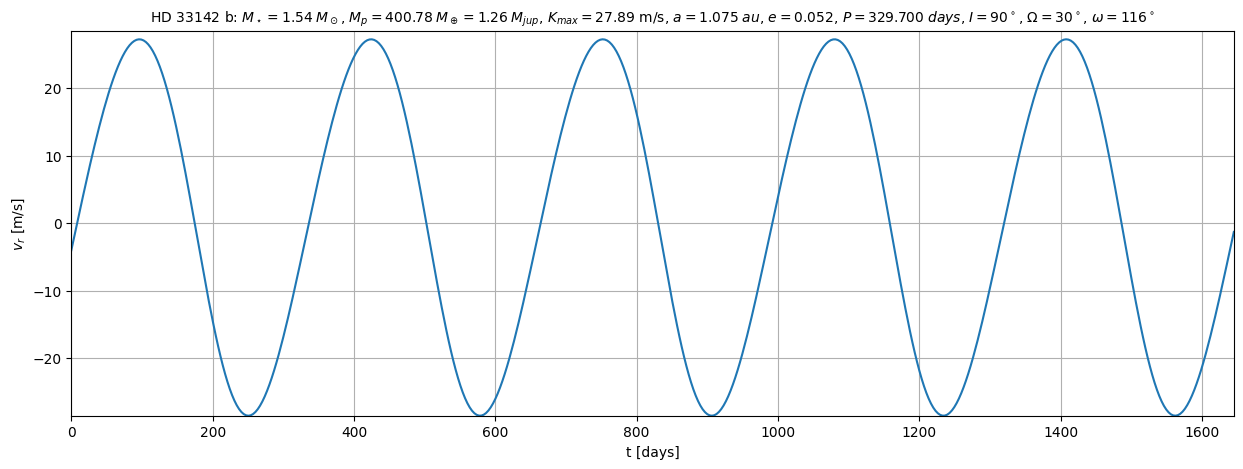 HD 33142 b: M⋆ = 1.54 M⊙, Mp = 400.78 M⊕ = 1.26 Mjup, Kmax = 27.89 m/s, a = 1.075 au, e = 0.052, P = 329.700 days, I = 90°, Ω = 30°, ω = 116°
20
10
0
−10
−20
vr [m/s]
0 200 400 600 800 1000 1200 1400 1600
t [days]